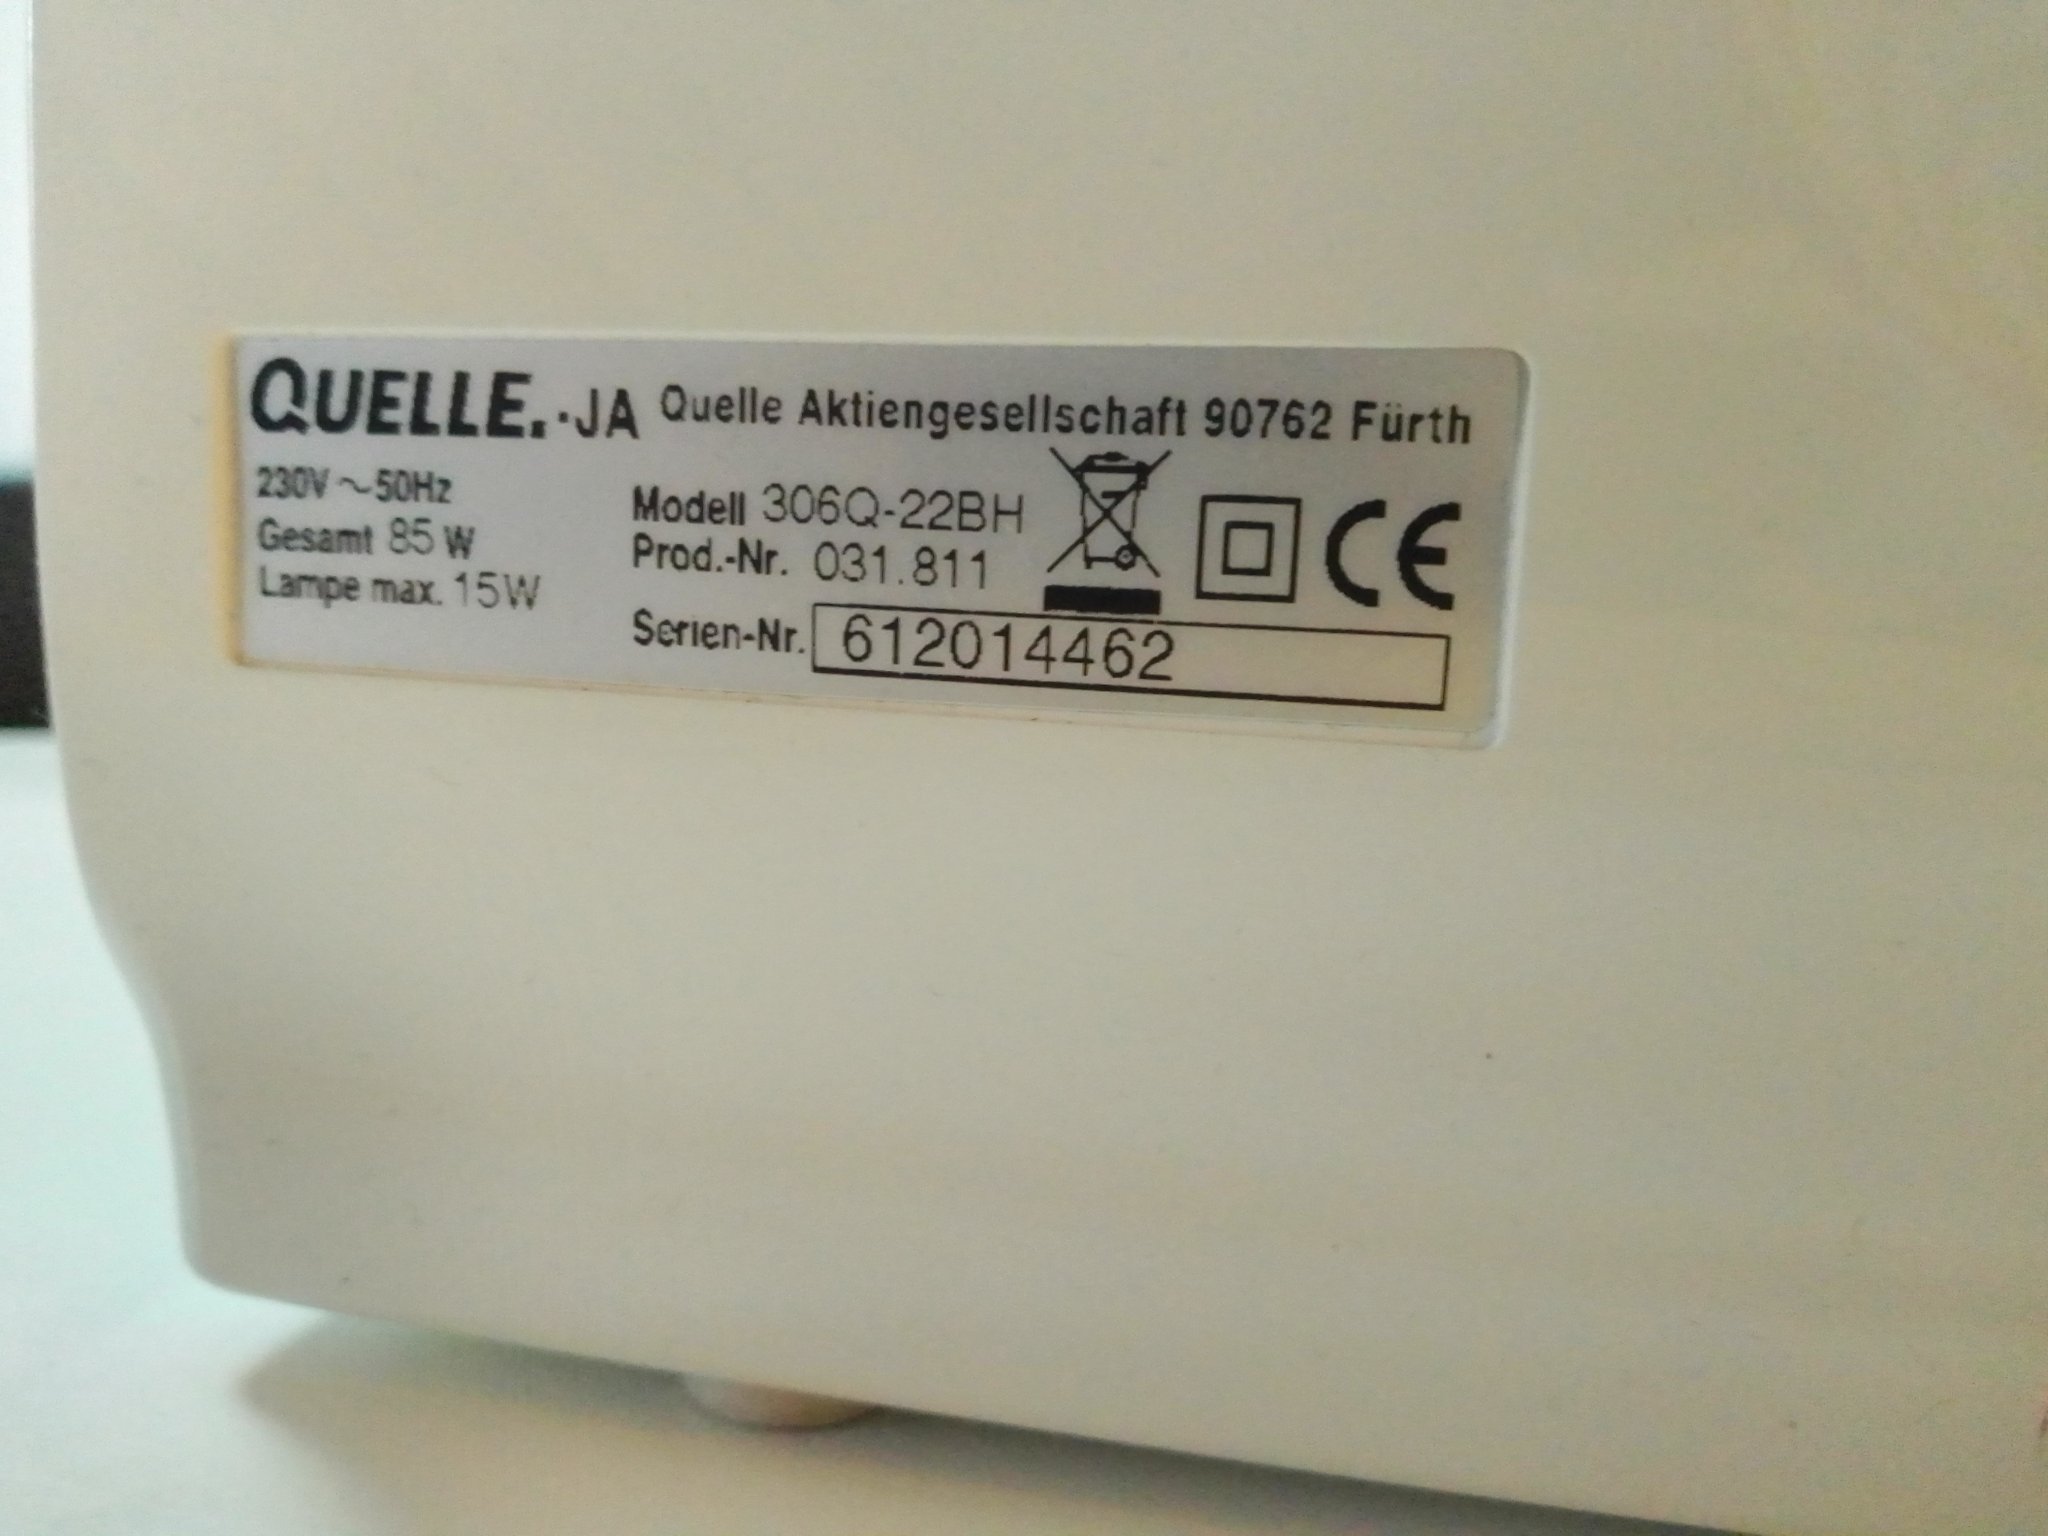 QUELLE.·JA Quelle Aktiengesellschaft 90762 Fürth
230V ~ 50Hz
Gesamt 85 W
Lampe max. 15W
Modell 306Q-22BH
Prod.-Nr. 031.811
Serien-Nr. 612014462
CE